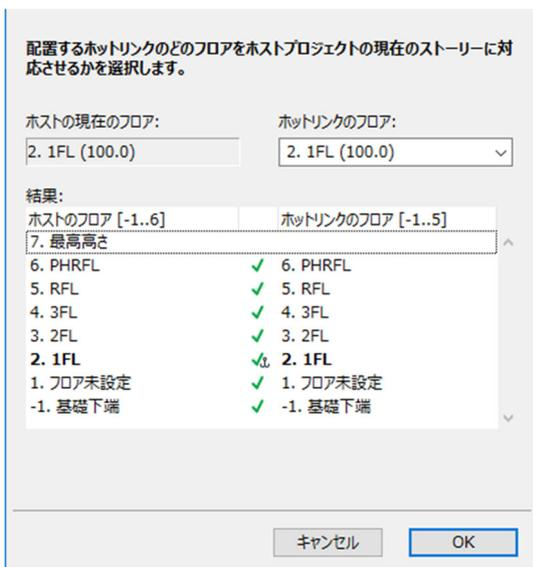 配置するホットリンクのどのフロアをホストプロジェクトの現在のストーリーに対
応させるかを選択します。
ホストの現在のフロア:
ホットリンクのフロア:
2. 1FL (100.0)
2. 1FL (100.0)
結果:
ホストのフロア [-1..6]
ホットリンクのフロア [-1..5]
7. 最高高さ
6. PHRFL ✓ 6. PHRFL
5. RFL ✓ 5. RFL
4. 3FL ✓ 4. 3FL
3. 2FL ✓ 3. 2FL
2. 1FL ✓ 2. 1FL
1. フロア未設定 ✓ 1. フロア未設定
-1. 基礎下端 ✓ -1. 基礎下端
キャンセル
OK